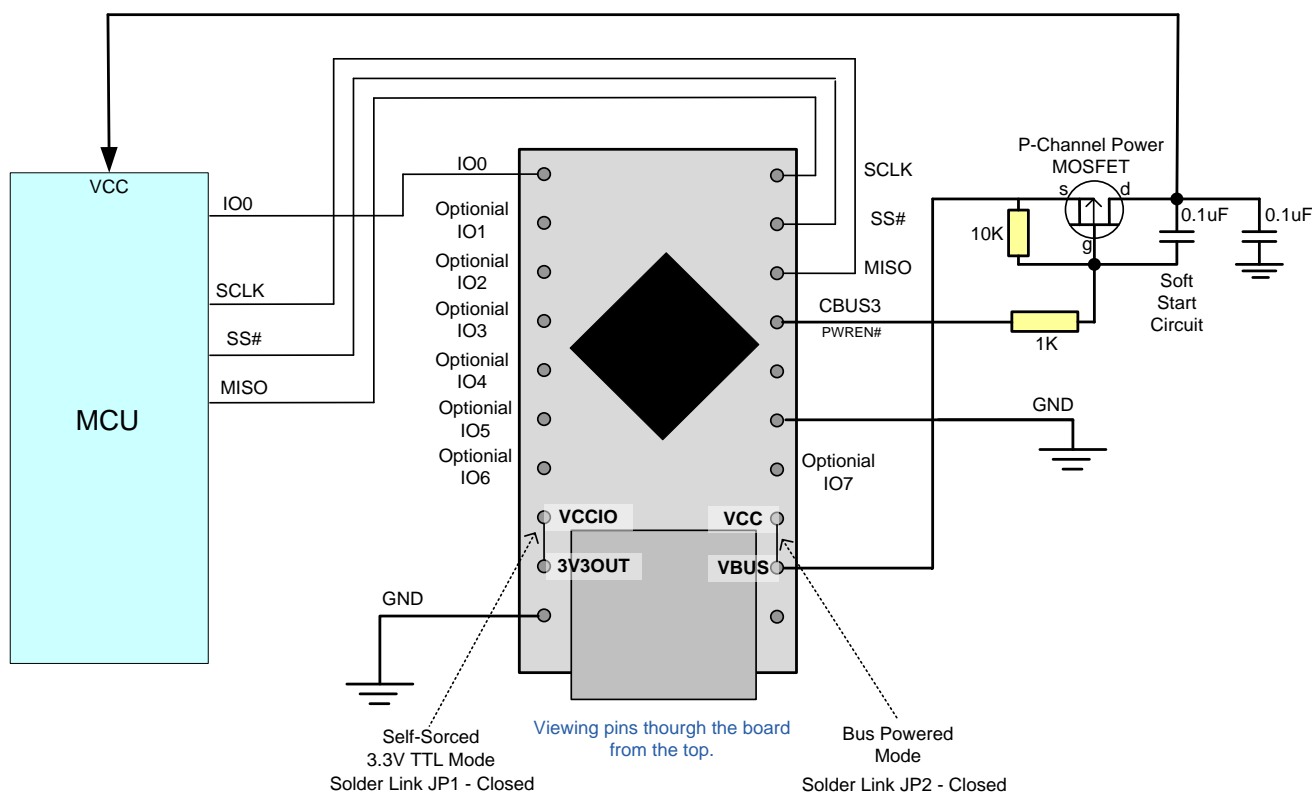 VCC
IO0
SCLK
SS#
MISO
MCU
IO0
Optionial
IO1
Optionial
IO2
Optionial
IO3
Optionial
IO4
Optionial
IO5
Optionial
IO6
VCCIO
3V3OUT
GND
SCLK
SS#
MISO
CBUS3
PWREN#
GND
Optionial
IO7
VCC
VBUS
P-Channel Power
MOSFET
s
d
g
10K
1K
0.1uF
0.1uF
Soft
Start
Circuit
Self-Sorced
3.3V TTL Mode
Solder Link JP1 - Closed
Viewing pins thourgh the board
from the top.
Bus Powered
Mode
Solder Link JP2 - Closed